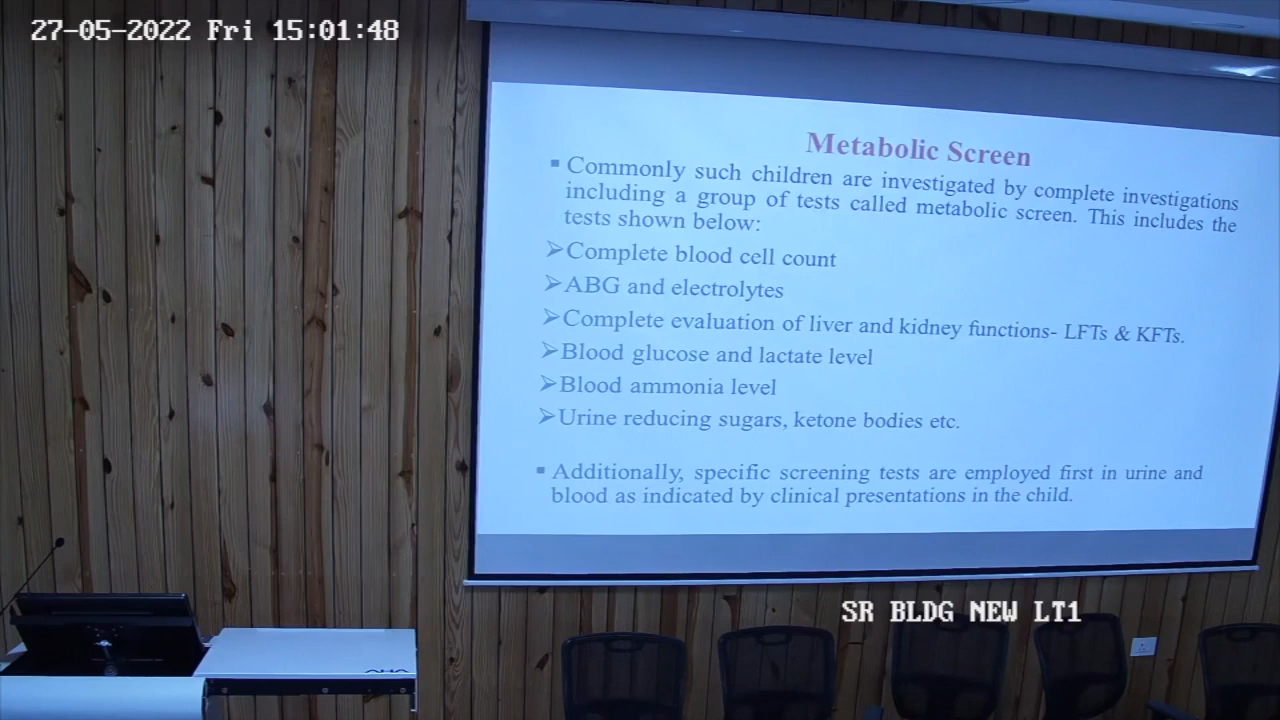 27-05-2022 Fri 15:01:48
Metabolic Screen
▪ Commonly such children are investigated by complete investigations
including a group of tests called metabolic screen. This includes the
tests shown below:
➢Complete blood cell count
➢ABG and electrolytes
➢Complete evaluation of liver and kidney functions- LFTs & KFTs.
➢Blood glucose and lactate level
➢Blood ammonia level
➢Urine reducing sugars, ketone bodies etc.
▪ Additionally, specific screening tests are employed first in urine and
blood as indicated by clinical presentations in the child.
SR BLDG NEW LT1
AHA